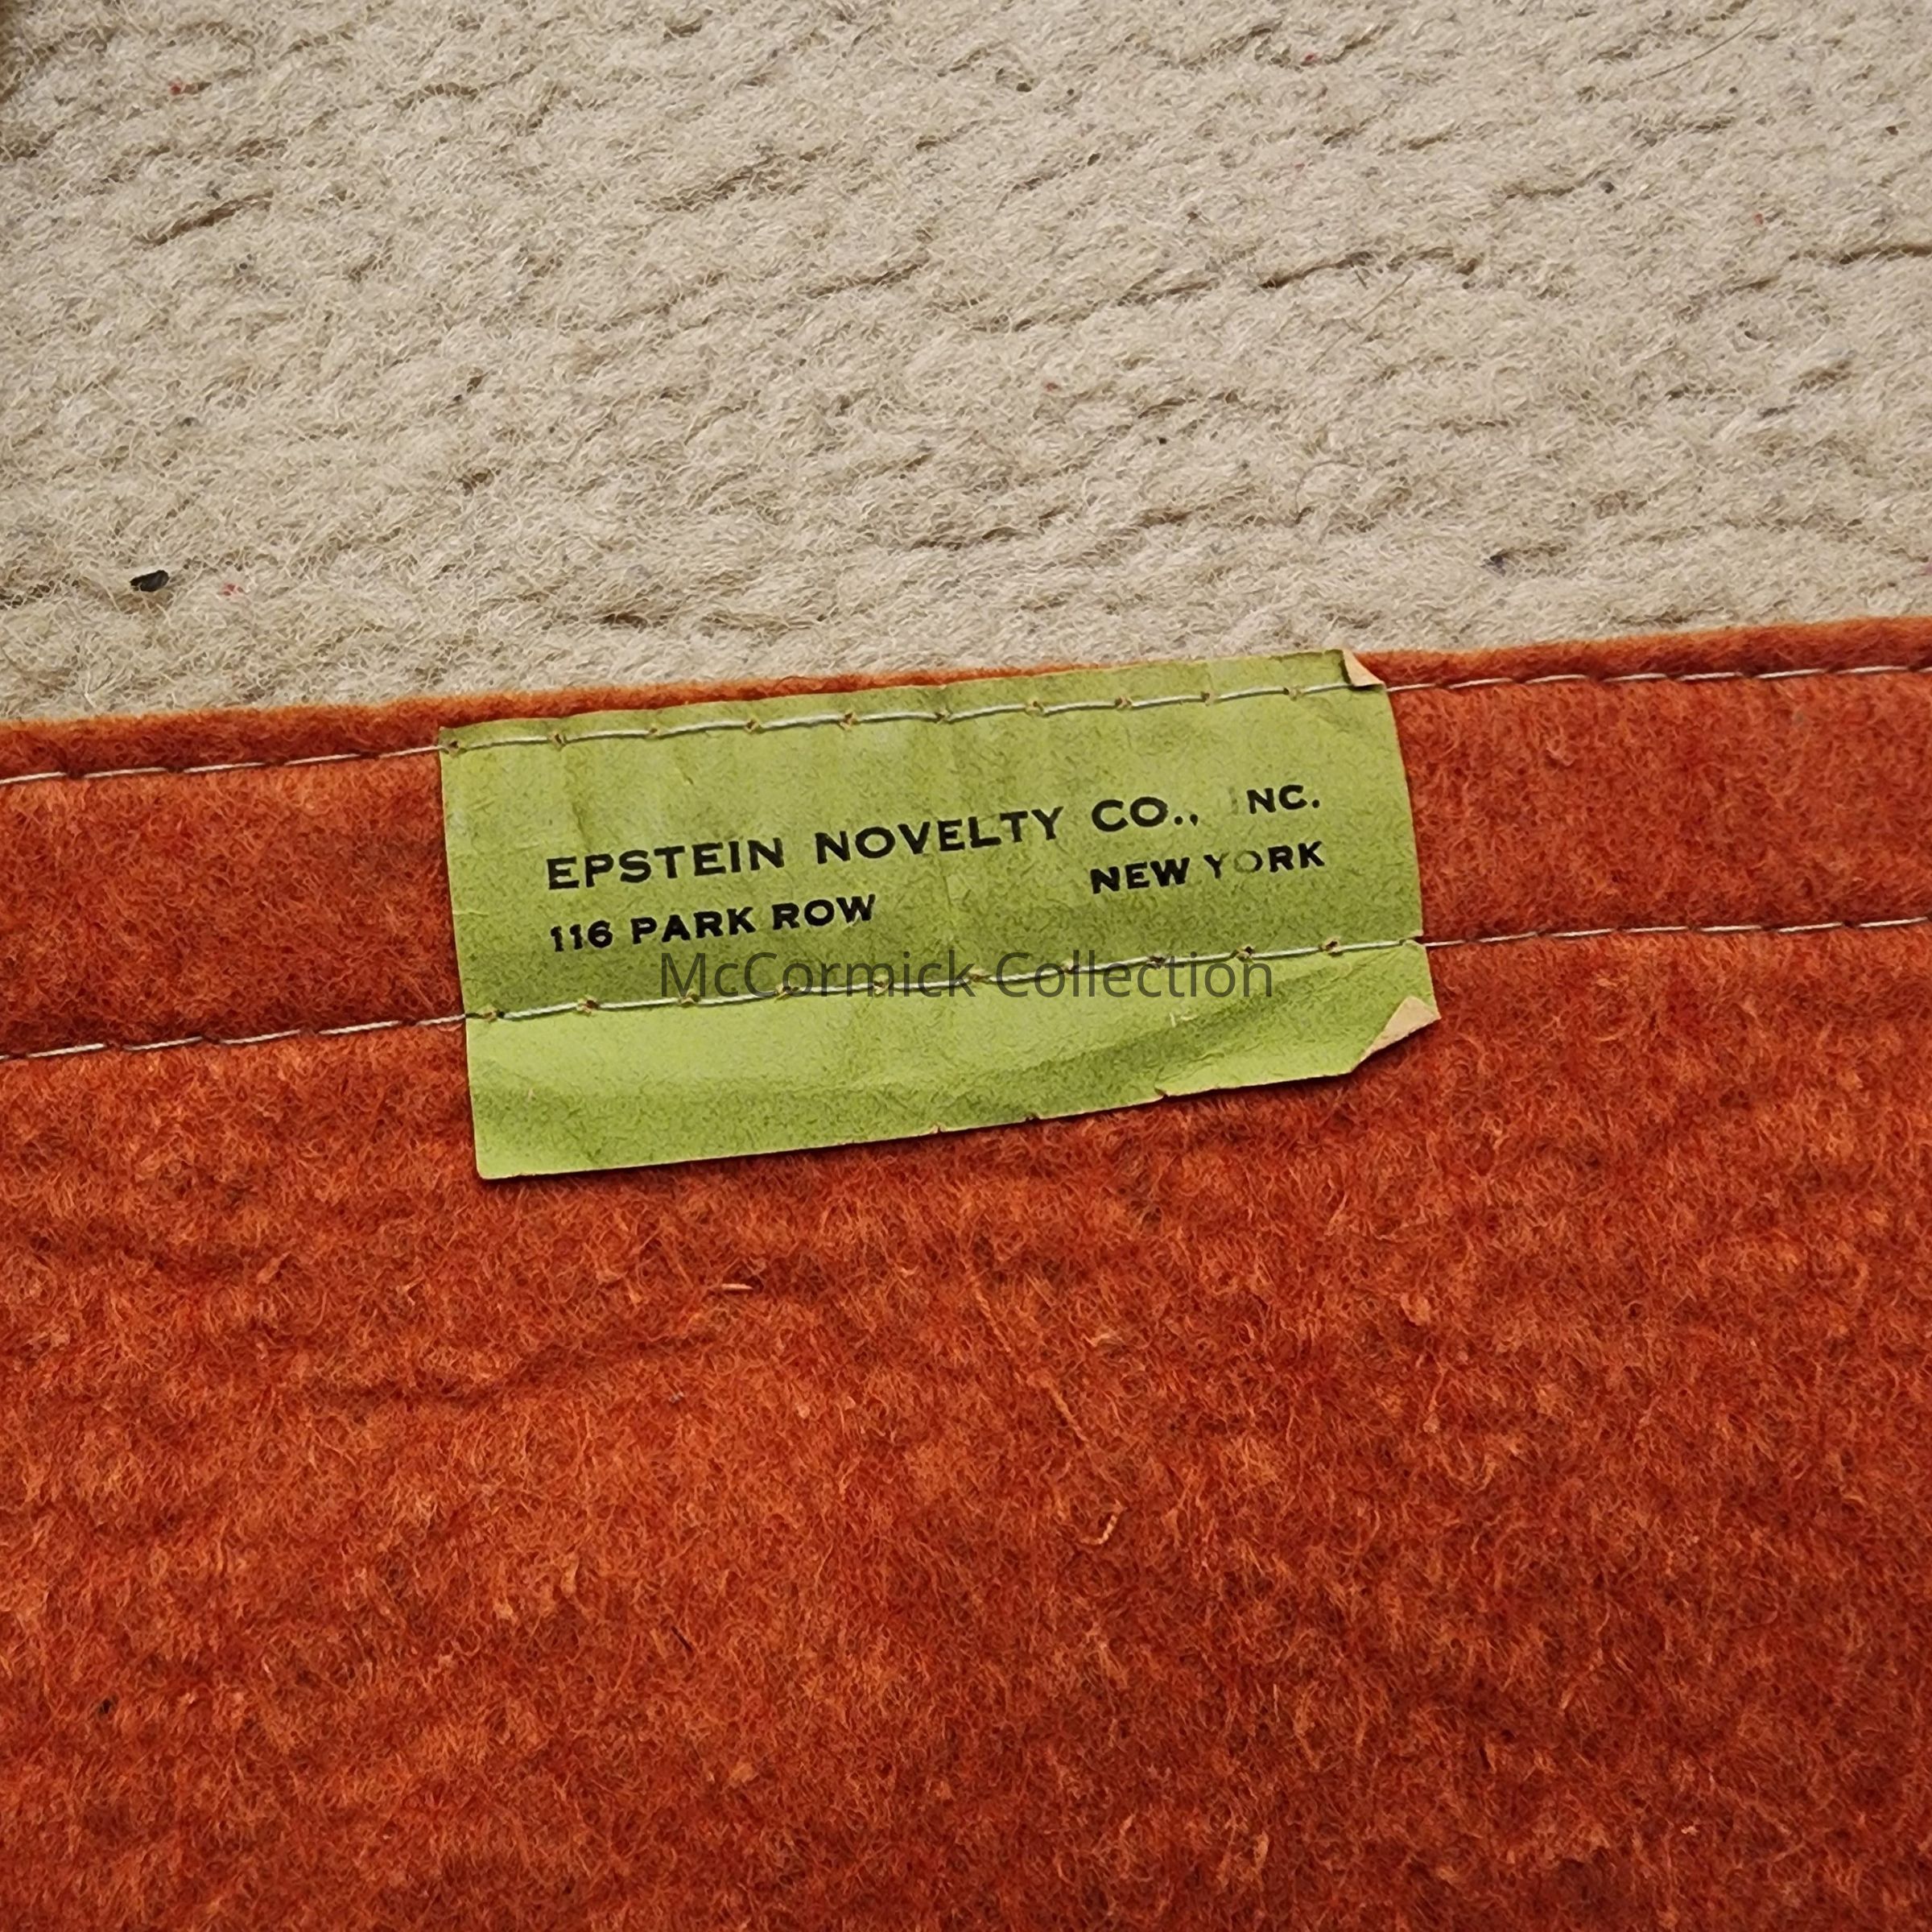 EPSTEIN NOVELTY CO., INC.
116 PARK ROW NEW YORK
McCormick Collection